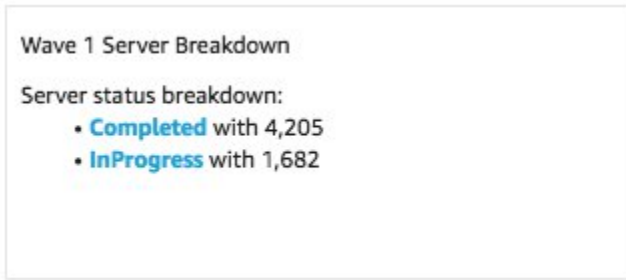 Wave 1 Server Breakdown
Server status breakdown:
• Completed with 4,205
• InProgress with 1,682